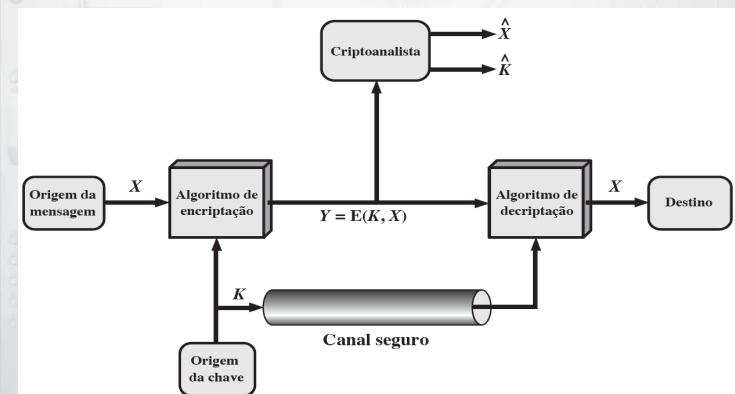 Criptoanalista
X̂
K̂
Origem da
mensagem
X
Algoritmo de
encriptação
Y = E(K, X)
Algoritmo de
decriptação
X
Destino
K
Canal seguro
Origem
da chave